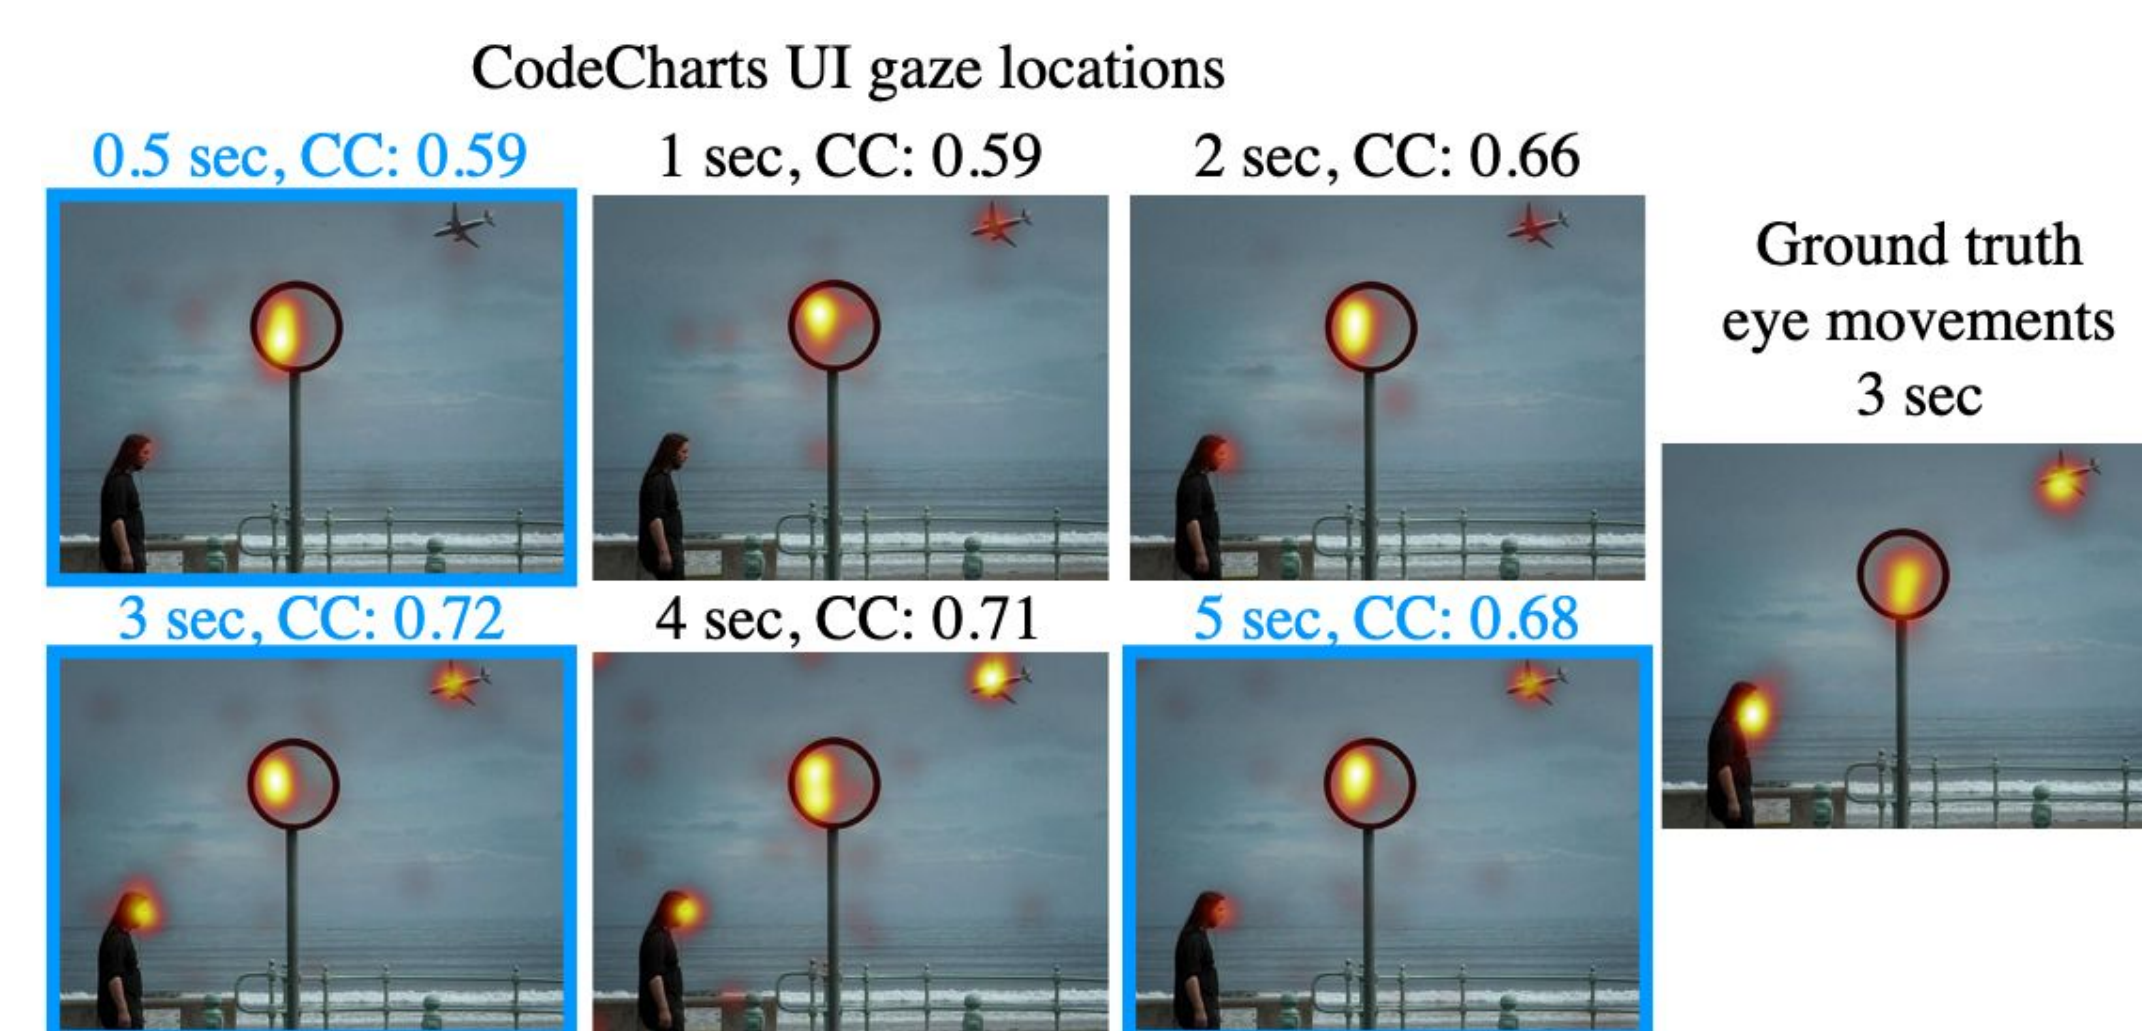 CodeCharts UI gaze locations
0.5 sec, CC: 0.59
1 sec, CC: 0.59
2 sec, CC: 0.66
3 sec, CC: 0.72
4 sec, CC: 0.71
5 sec, CC: 0.68
Ground truth
eye movements
3 sec